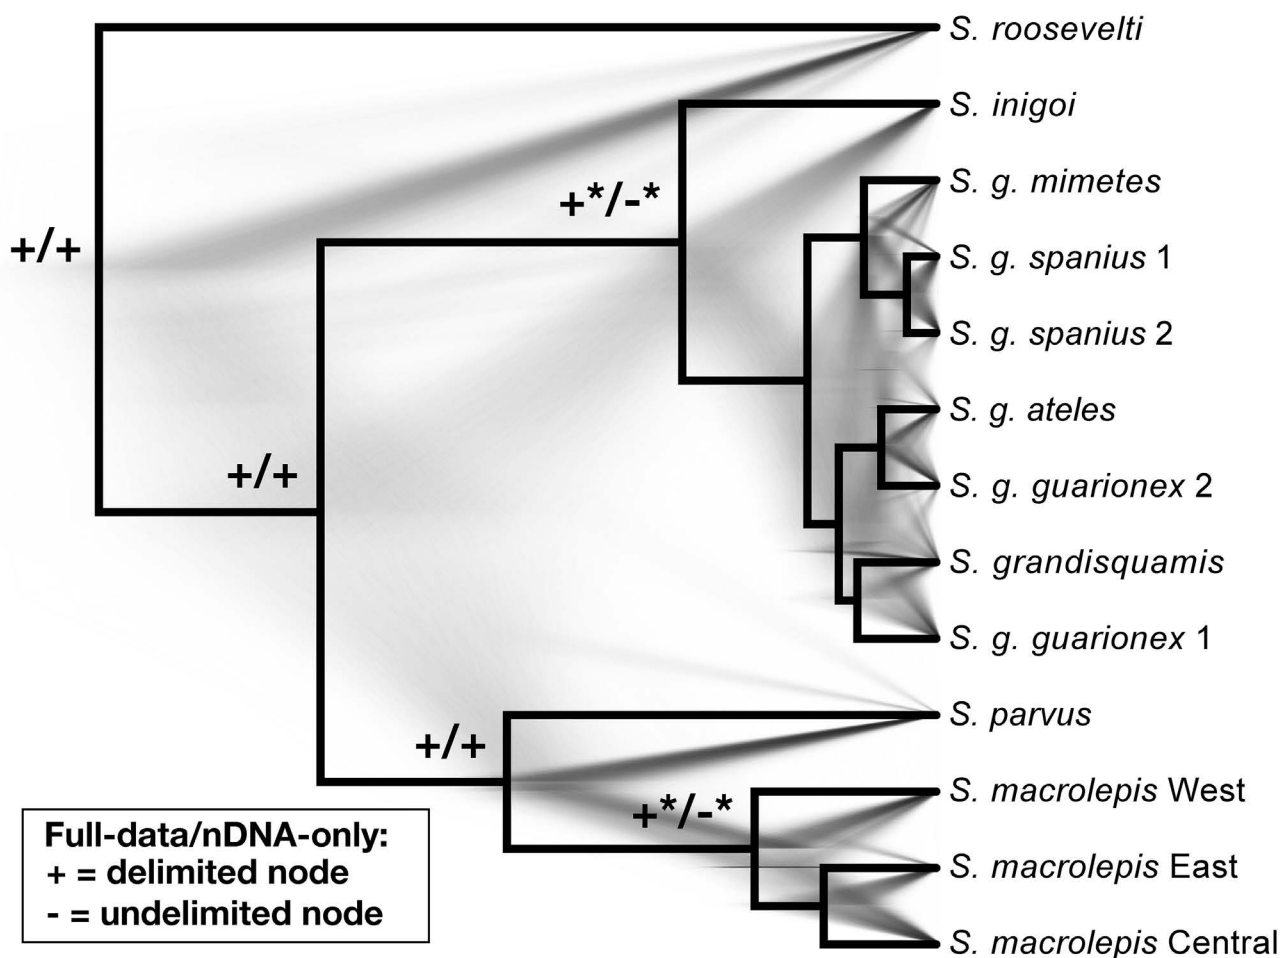 S. roosevelti
S. inigoi
+*/-*
S. g. mimetes
+/+
S. g. spanius 1
S. g. spanius 2
S. g. ateles
+/+
S. g. guarionex 2
S. grandisquamis
S. g. guarionex 1
S. parvus
+/+
S. macrolepis West
+*/-*
S. macrolepis East
S. macrolepis Central
Full-data/nDNA-only:
+ = delimited node
- = undelimited node